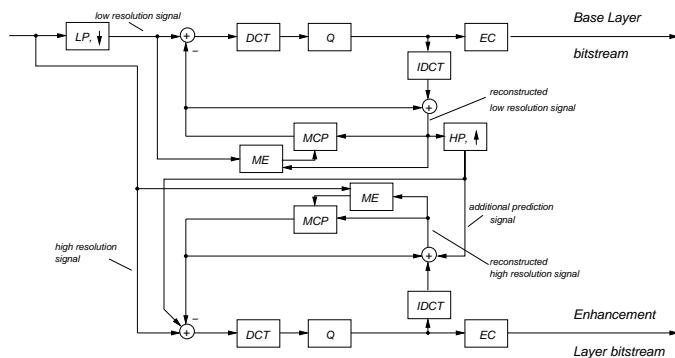 low resolution signal
Base Layer
bitstream
LP, ↓
+
−
DCT
Q
EC
IDCT
+
reconstructed
low resolution signal
MCP
HP, ↑
ME
ME
MCP
additional prediction
signal
high resolution
signal
+
reconstructed
high resolution signal
IDCT
−
+
DCT
Q
EC
Enhancement
Layer bitstream